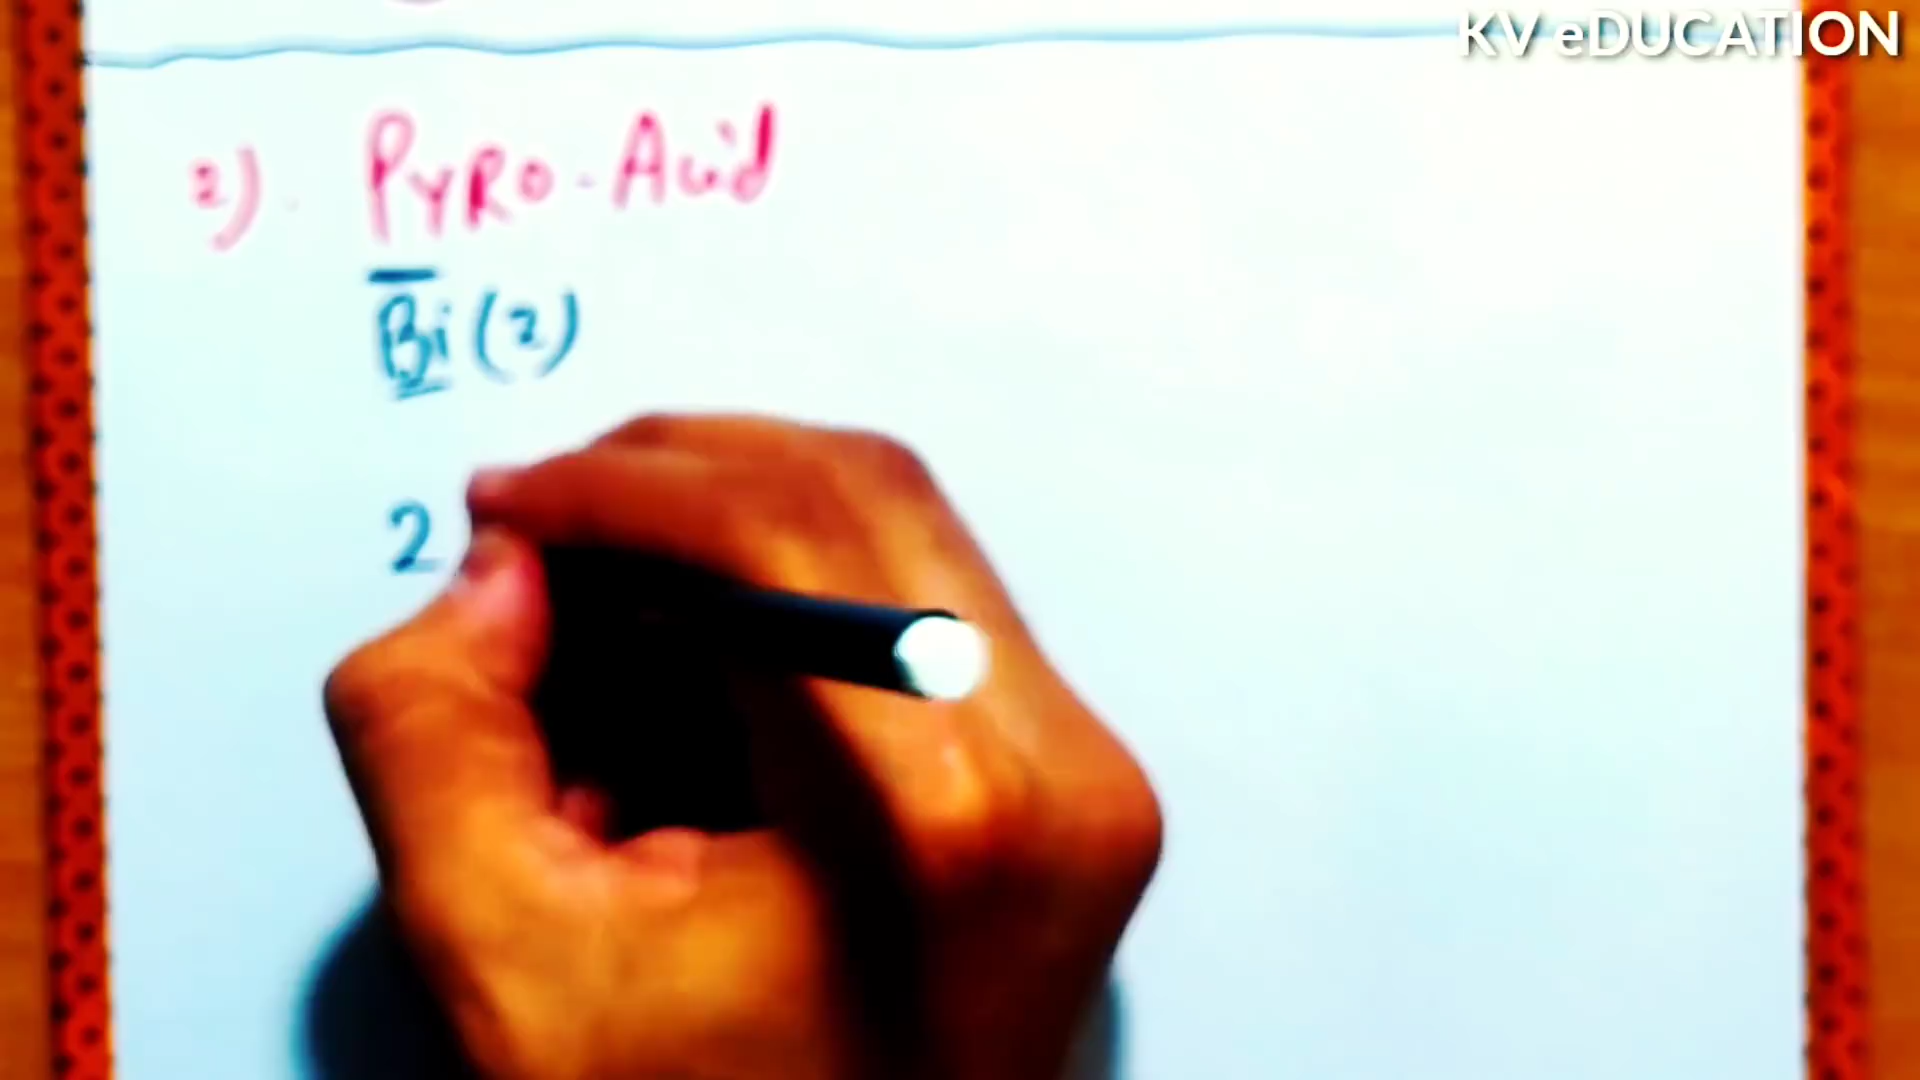 KV eDUCATION
2). PYRO-Acid
Bi (2)
2